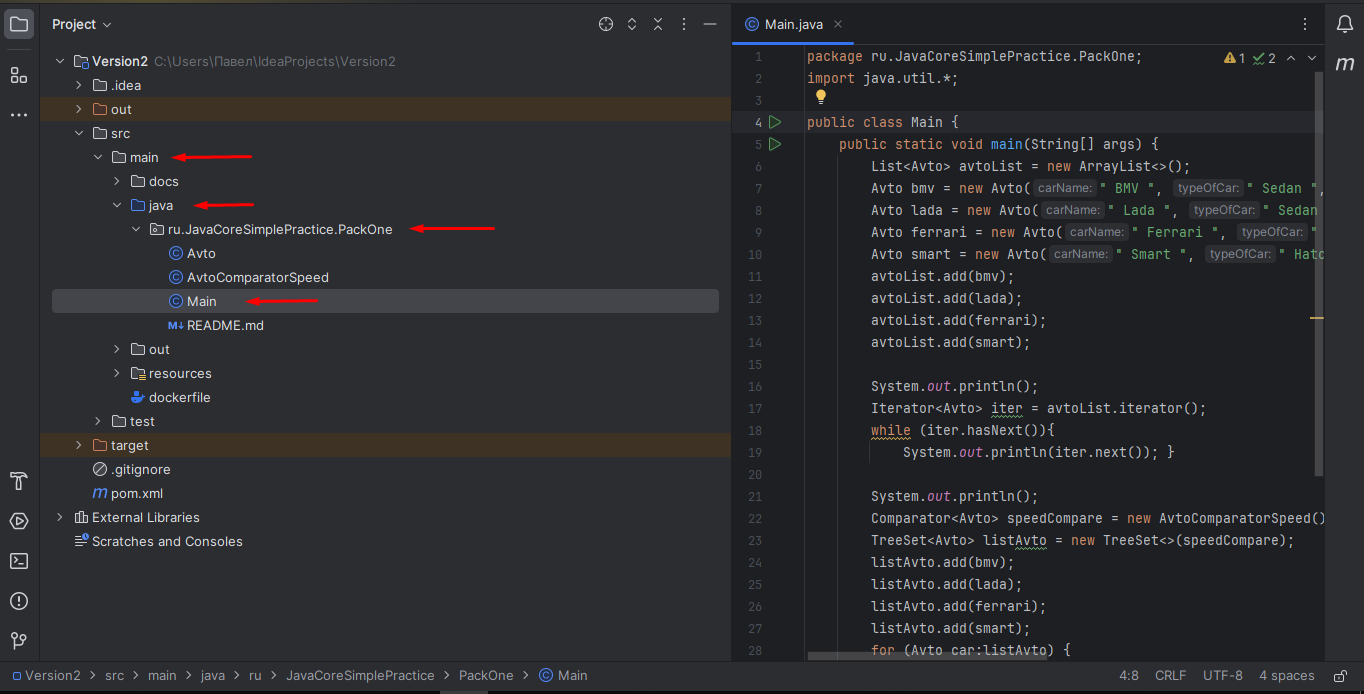 Project
Version2 C:\Users\Павел\IdeaProjects\Version2
.idea
out
src
main
docs
java
ru.JavaCoreSimplePractice.PackOne
Avto
AvtoComparatorSpeed
Main
M↓ README.md
out
resources
dockerfile
test
target
.gitignore
m pom.xml
External Libraries
Scratches and Consoles
Main.java
1 2
m
1 package ru.JavaCoreSimplePractice.PackOne;
2 import java.util.*;
3
4 public class Main {
5 public static void main(String[] args) {
6 List<Avto> avtoList = new ArrayList<>();
7 Avto bmv = new Avto( carName: " BMV ", typeOfCar: " Sedan ",
8 Avto lada = new Avto( carName: " Lada ", typeOfCar: " Sedan
9 Avto ferrari = new Avto( carName: " Ferrari ", typeOfCar: "
10 Avto smart = new Avto( carName: " Smart ", typeOfCar: " Hatc
11 avtoList.add(bmv);
12 avtoList.add(lada);
13 avtoList.add(ferrari);
14 avtoList.add(smart);
15
16 System.out.println();
17 Iterator<Avto> iter = avtoList.iterator();
18 while (iter.hasNext()){
19 System.out.println(iter.next()); }
20
21 System.out.println();
22 Comparator<Avto> speedCompare = new AvtoComparatorSpeed()
23 TreeSet<Avto> listAvto = new TreeSet<>(speedCompare);
24 listAvto.add(bmv);
25 listAvto.add(lada);
26 listAvto.add(ferrari);
27 listAvto.add(smart);
28 for (Avto car:listAvto) {
Version2 > src > main > java > ru > JavaCoreSimplePractice > PackOne > Main
4:8 CRLF UTF-8 4 spaces